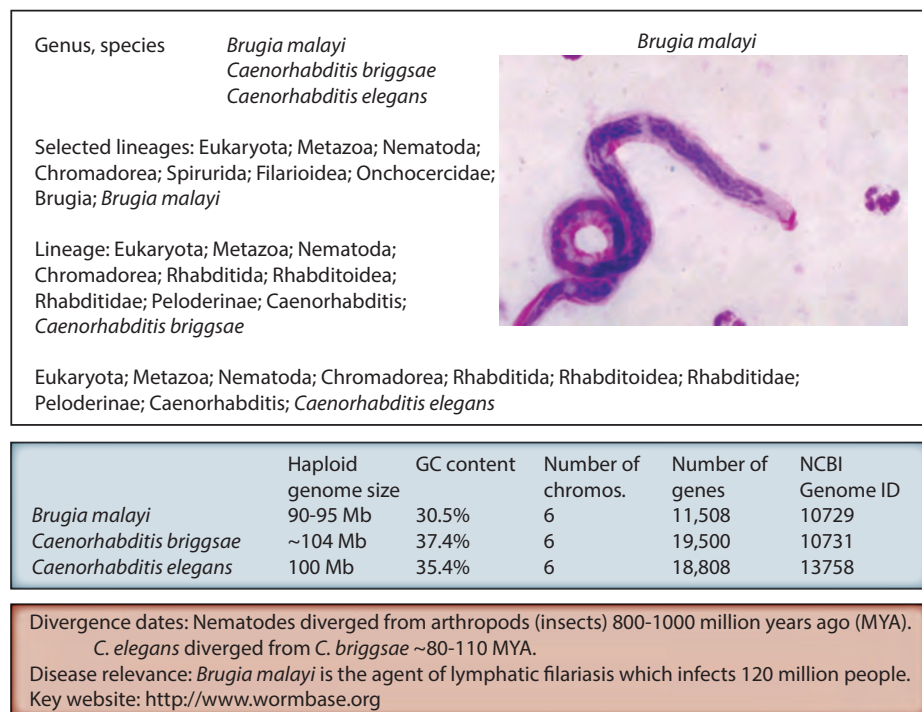 Genus, species
Brugia malayi
Caenorhabditis briggsae
Caenorhabditis elegans
Brugia malayi
Selected lineages: Eukaryota; Metazoa; Nematoda;
Chromadorea; Spirurida; Filarioidea; Onchocercidae;
Brugia; Brugia malayi
Lineage: Eukaryota; Metazoa; Nematoda;
Chromadorea; Rhabditida; Rhabditoidea;
Rhabditidae; Peloderinae; Caenorhabditis;
Caenorhabditis briggsae
Eukaryota; Metazoa; Nematoda; Chromadorea; Rhabditida; Rhabditoidea; Rhabditidae;
Peloderinae; Caenorhabditis; Caenorhabditis elegans
Haploid GC content Number of Number of NCBI
genome size chromos. genes Genome ID
Brugia malayi 90-95 Mb 30.5% 6 11,508 10729
Caenorhabditis briggsae ~104 Mb 37.4% 6 19,500 10731
Caenorhabditis elegans 100 Mb 35.4% 6 18,808 13758
Divergence dates: Nematodes diverged from arthropods (insects) 800-1000 million years ago (MYA).
C. elegans diverged from C. briggsae ~80-110 MYA.
Disease relevance: Brugia malayi is the agent of lymphatic filariasis which infects 120 million people.
Key website: http://www.wormbase.org